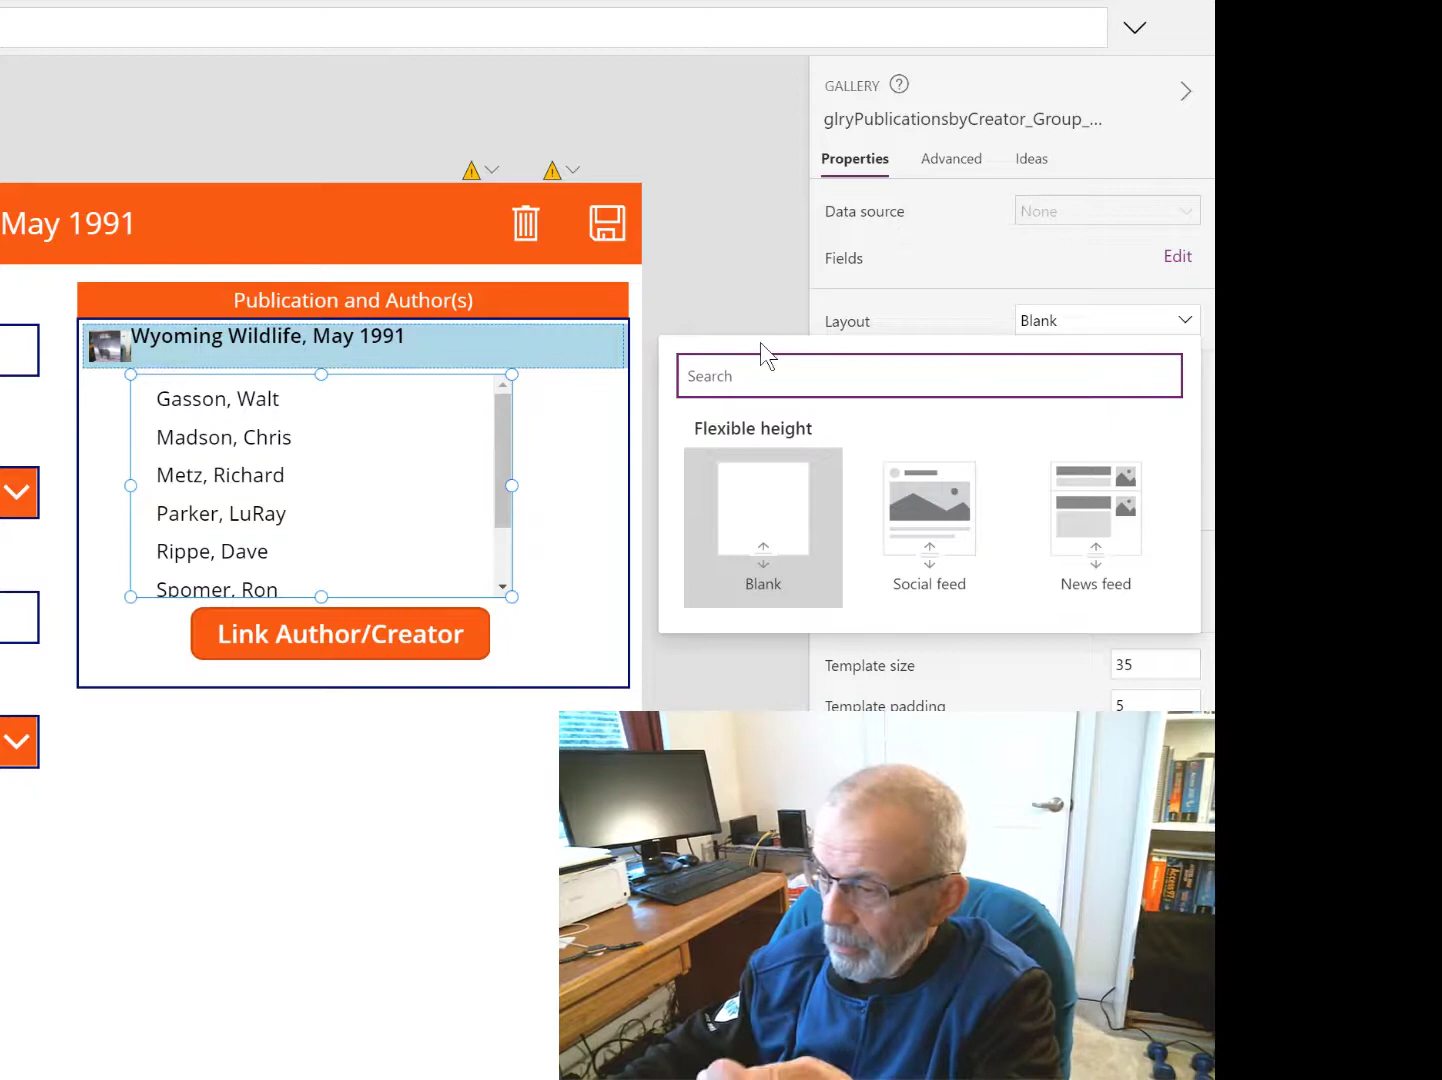 GALLERY ?
glryPublicationsbyCreator_Group_...
Properties Advanced Ideas
Data source None
Fields Edit
Layout Blank
May 1991
Publication and Author(s)
Wyoming Wildlife, May 1991
Gasson, Walt
Madson, Chris
Metz, Richard
Parker, LuRay
Rippe, Dave
Spomer, Ron
Link Author/Creator
Search
Flexible height
Blank
Social feed
News feed
Template size 35
Template padding 5